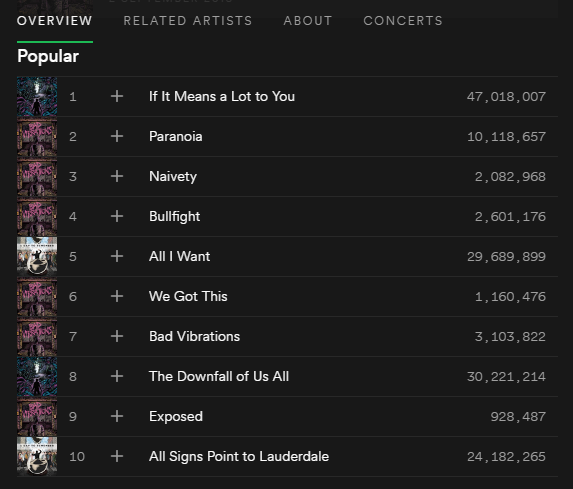 OVERVIEW RELATED ARTISTS ABOUT CONCERTS
Popular
1 + If It Means a Lot to You 47,018,007
2 + Paranoia 10,118,657
3 + Naivety 2,082,968
4 + Bullfight 2,601,176
5 + All I Want 29,689,899
6 + We Got This 1,160,476
7 + Bad Vibrations 3,103,822
8 + The Downfall of Us All 30,221,214
9 + Exposed 928,487
10 + All Signs Point to Lauderdale 24,182,265